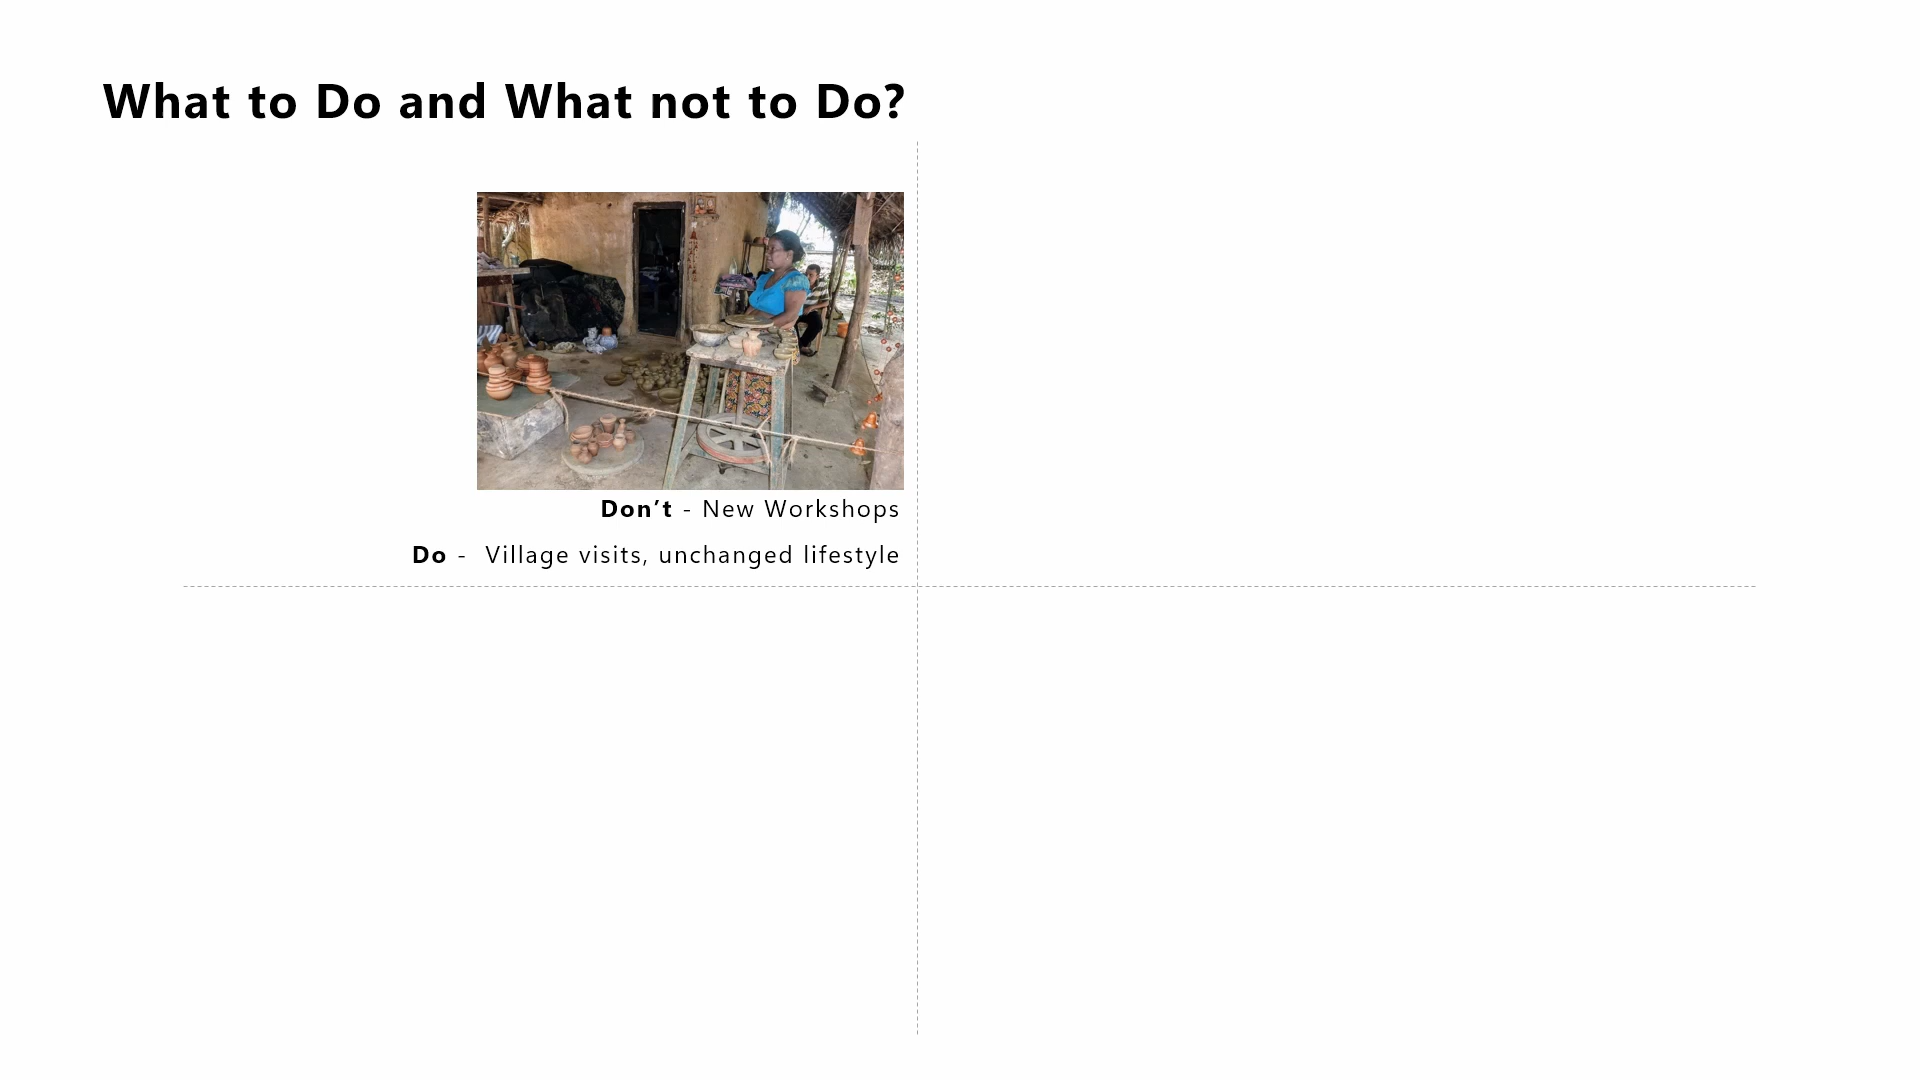 What to Do and What not to Do?
Don’t - New Workshops
Do - Village visits, unchanged lifestyle